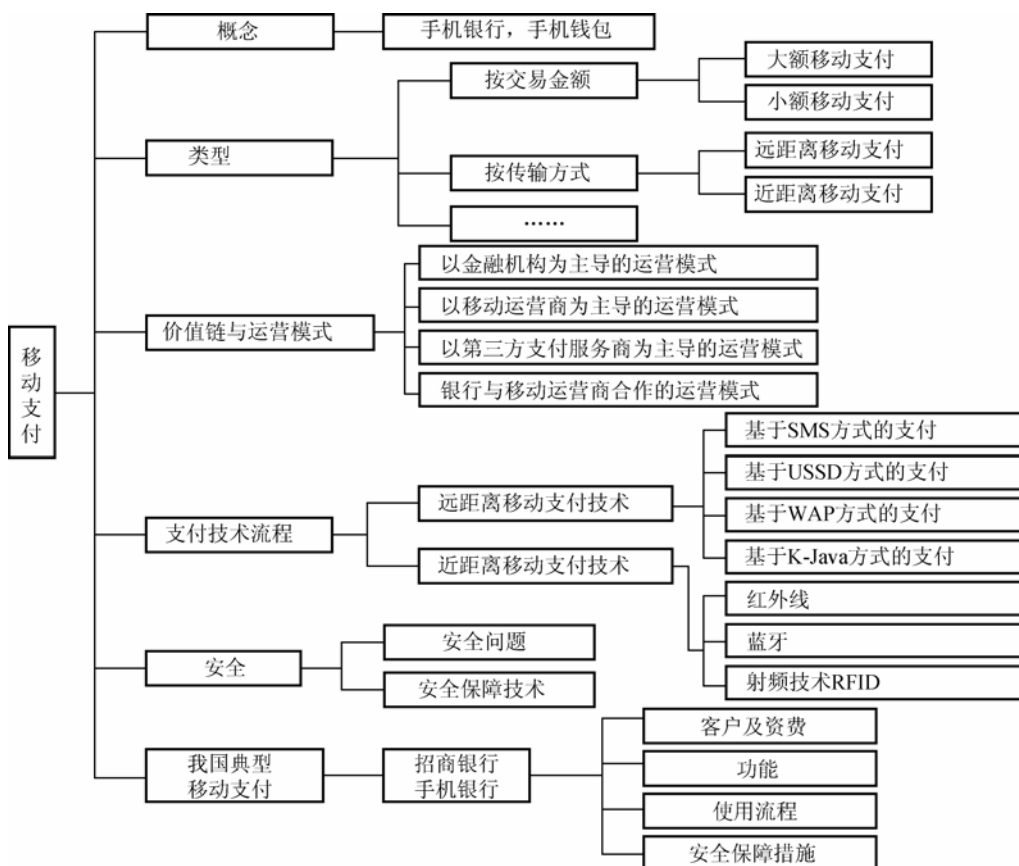 移动支付
概念
手机银行，手机钱包
类型
按交易金额
大额移动支付
小额移动支付
按传输方式
远距离移动支付
近距离移动支付
……
价值链与运营模式
以金融机构为主导的运营模式
以移动运营商为主导的运营模式
以第三方支付服务商为主导的运营模式
银行与移动运营商合作的运营模式
支付技术流程
远距离移动支付技术
基于SMS方式的支付
基于USSD方式的支付
基于WAP方式的支付
基于K-Java方式的支付
近距离移动支付技术
红外线
蓝牙
射频技术RFID
安全
安全问题
安全保障技术
我国典型
移动支付
招商银行
手机银行
客户及资费
功能
使用流程
安全保障措施